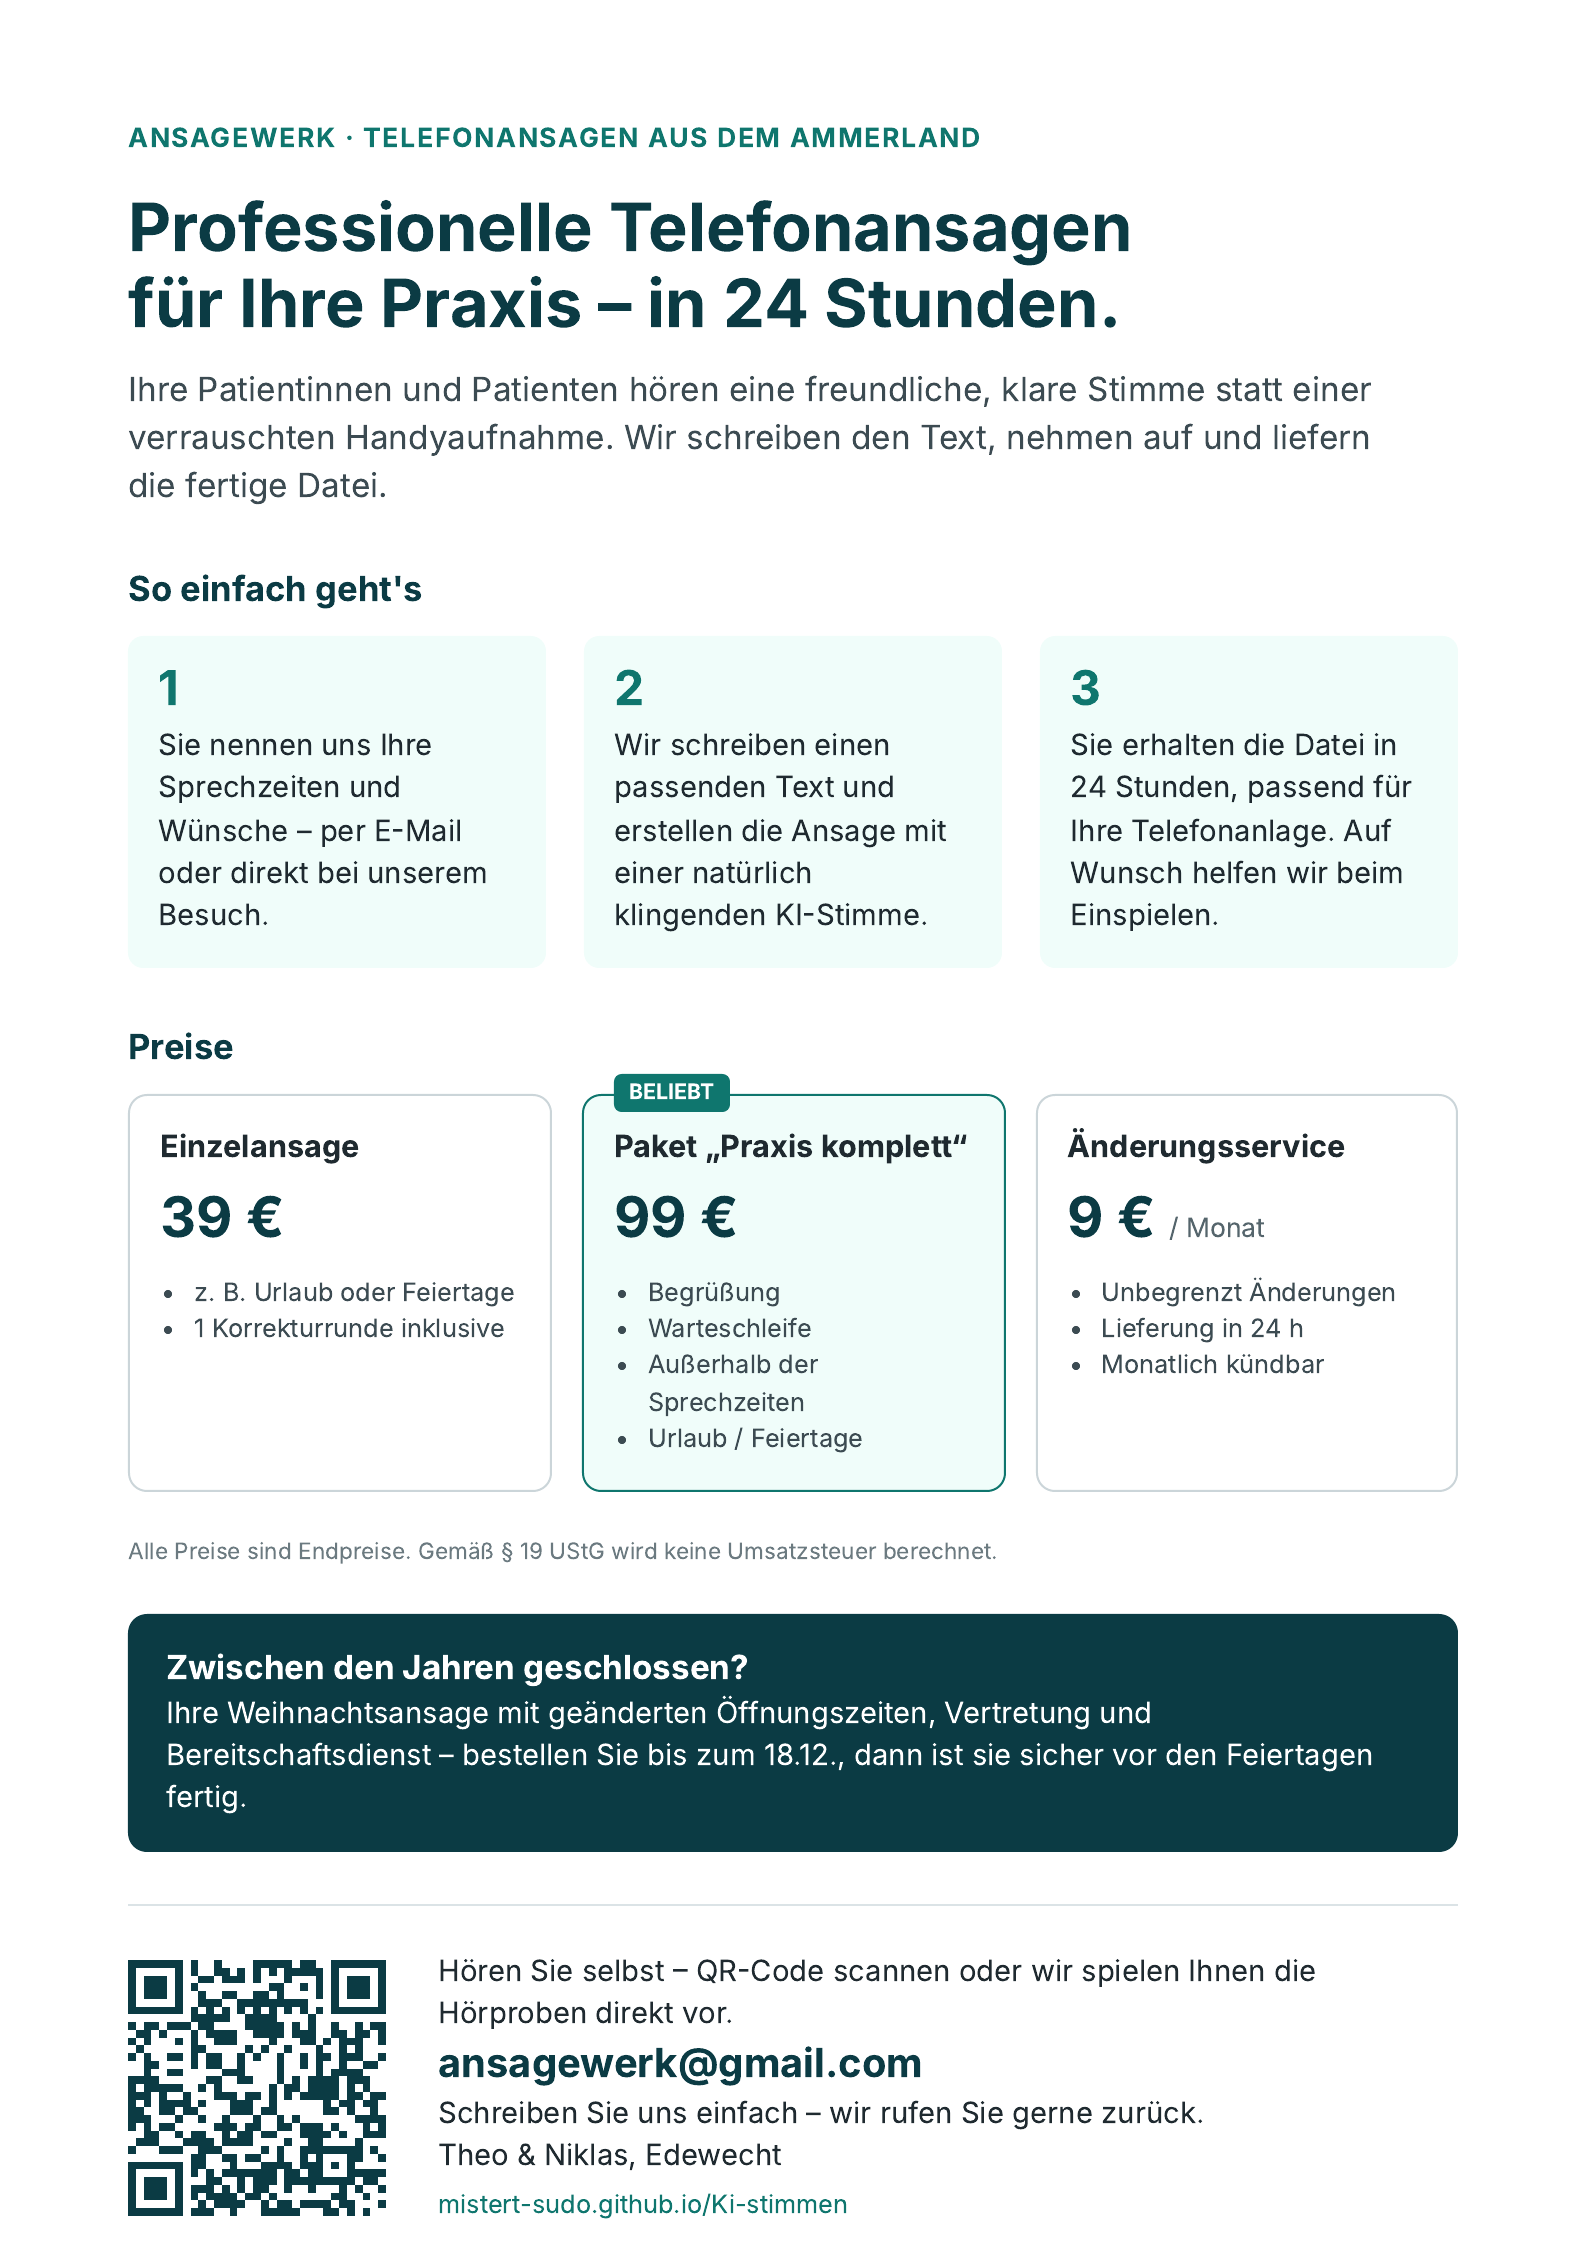 ANSAGEWERK · TELEFONANSAGEN AUS DEM AMMERLAND
Professionelle Telefonansagen
für Ihre Praxis – in 24 Stunden.
Ihre Patientinnen und Patienten hören eine freundliche, klare Stimme statt einer
verrauschten Handyaufnahme. Wir schreiben den Text, nehmen auf und liefern
die fertige Datei.
So einfach geht's
1
Sie nennen uns Ihre
Sprechzeiten und
Wünsche – per E-Mail
oder direkt bei unserem
Besuch.
2
Wir schreiben einen
passenden Text und
erstellen die Ansage mit
einer natürlich
klingenden KI-Stimme.
3
Sie erhalten die Datei in
24 Stunden, passend für
Ihre Telefonanlage. Auf
Wunsch helfen wir beim
Einspielen.
Preise
Einzelansage
39 €
• z. B. Urlaub oder Feiertage
• 1 Korrekturrunde inklusive
BELIEBT
Paket „Praxis komplett“
99 €
• Begrüßung
• Warteschleife
• Außerhalb der
Sprechzeiten
• Urlaub / Feiertage
Änderungsservice
9 € / Monat
• Unbegrenzt Änderungen
• Lieferung in 24 h
• Monatlich kündbar
Alle Preise sind Endpreise. Gemäß § 19 UStG wird keine Umsatzsteuer berechnet.
Zwischen den Jahren geschlossen?
Ihre Weihnachtsansage mit geänderten Öffnungszeiten, Vertretung und
Bereitschaftsdienst – bestellen Sie bis zum 18.12., dann ist sie sicher vor den Feiertagen
fertig.
Hören Sie selbst – QR-Code scannen oder wir spielen Ihnen die
Hörproben direkt vor.
ansagewerk@gmail.com
Schreiben Sie uns einfach – wir rufen Sie gerne zurück.
Theo & Niklas, Edewecht
mistert-sudo.github.io/Ki-stimmen